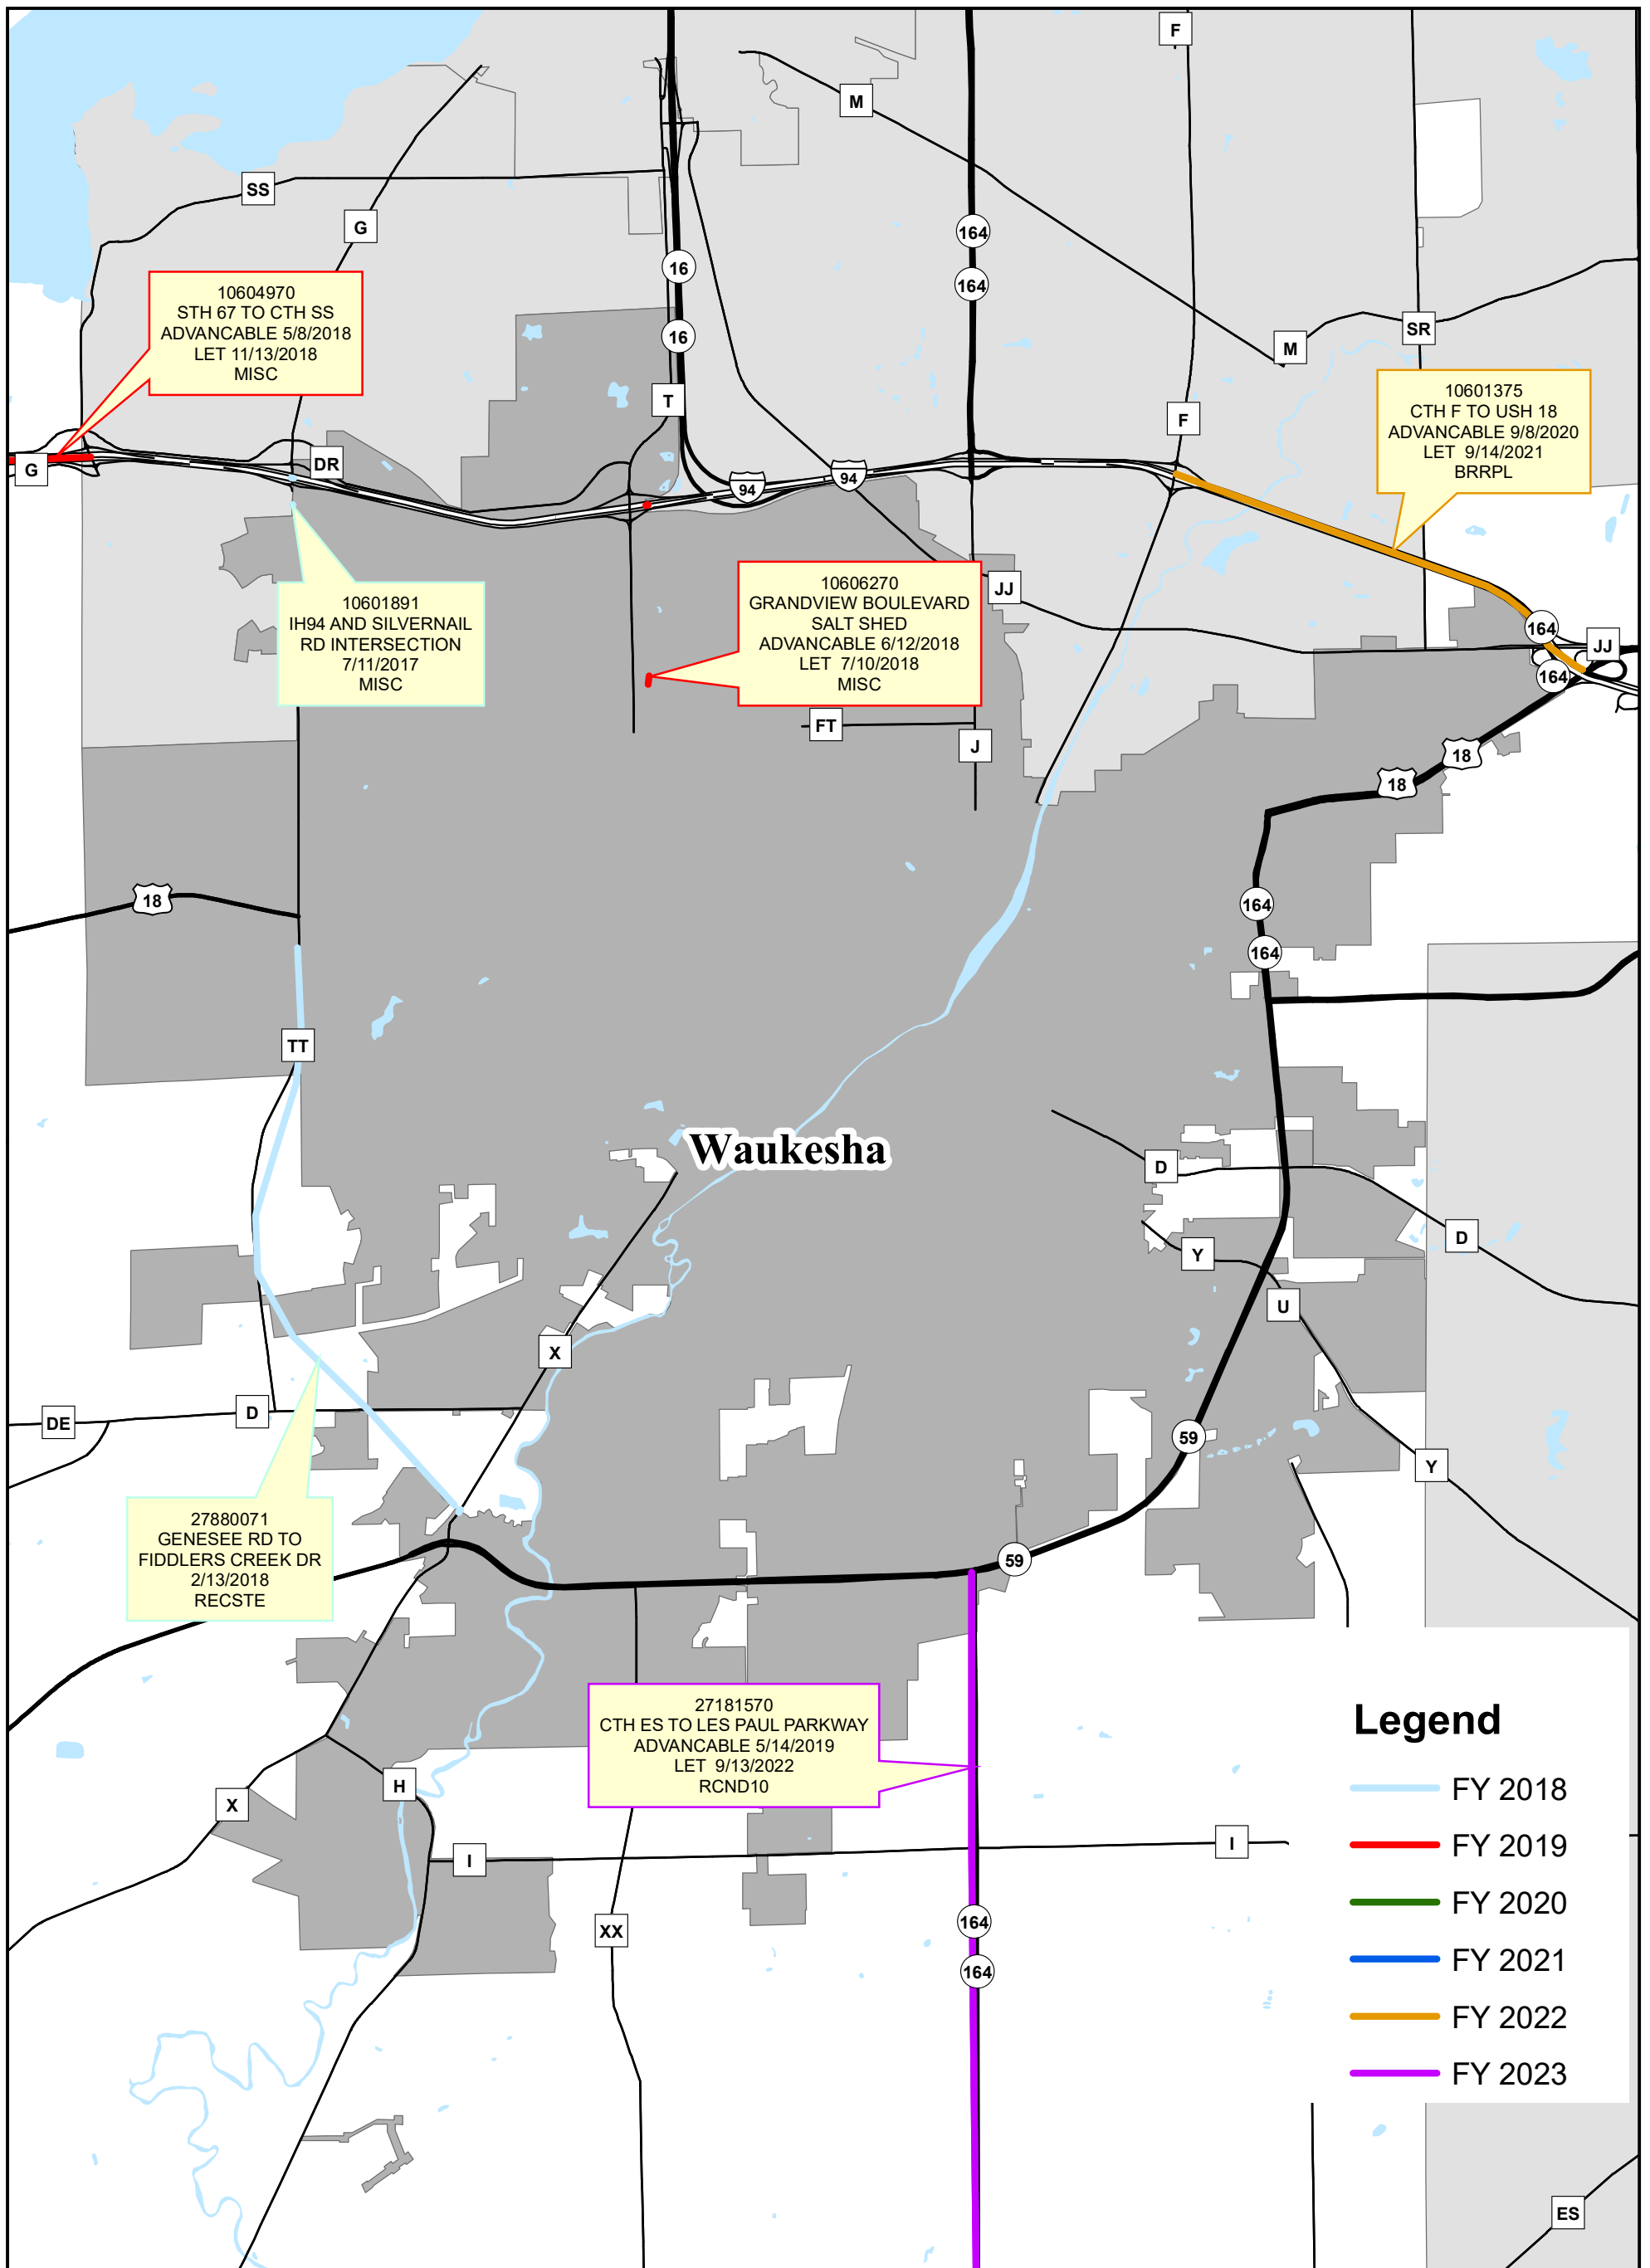 F
M
SS
G
164
16
164
16
SR
M
10604970
STH 67 TO CTH SS
ADVANCABLE 5/8/2018
LET 11/13/2018
MISC
T
F
10601375
CTH F TO USH 18
ADVANCABLE 9/8/2020
LET 9/14/2021
BRRPL
G
DR
94
94
10601891
IH94 AND SILVERNAIL
RD INTERSECTION
7/11/2017
MISC
10606270
GRANDVIEW BOULEVARD
SALT SHED
ADVANCABLE 6/12/2018
LET 7/10/2018
MISC
JJ
164
JJ
164
FT
J
18
18
18
164
164
TT
Waukesha
D
D
Y
U
X
DE
D
59
Y
27880071
GENESEE RD TO
FIDDLERS CREEK DR
2/13/2018
RECSTE
59
27181570
CTH ES TO LES PAUL PARKWAY
ADVANCABLE 5/14/2019
LET 9/13/2022
RCND10
H
X
I
I
XX
164
164
Legend
FY 2018
FY 2019
FY 2020
FY 2021
FY 2022
FY 2023
ES